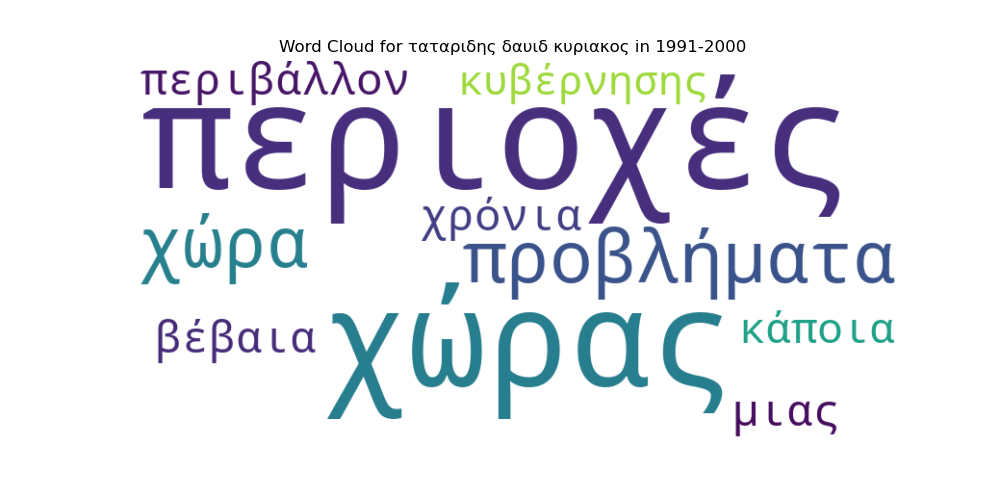 Word Cloud for ταταριδης δαυιδ κυριακος in 1991-2000
περιβάλλον κυβέρνησης
περιοχές
χρόνια
χώρα προβλήματα
χώρας
βέβαια κάποια
μιας